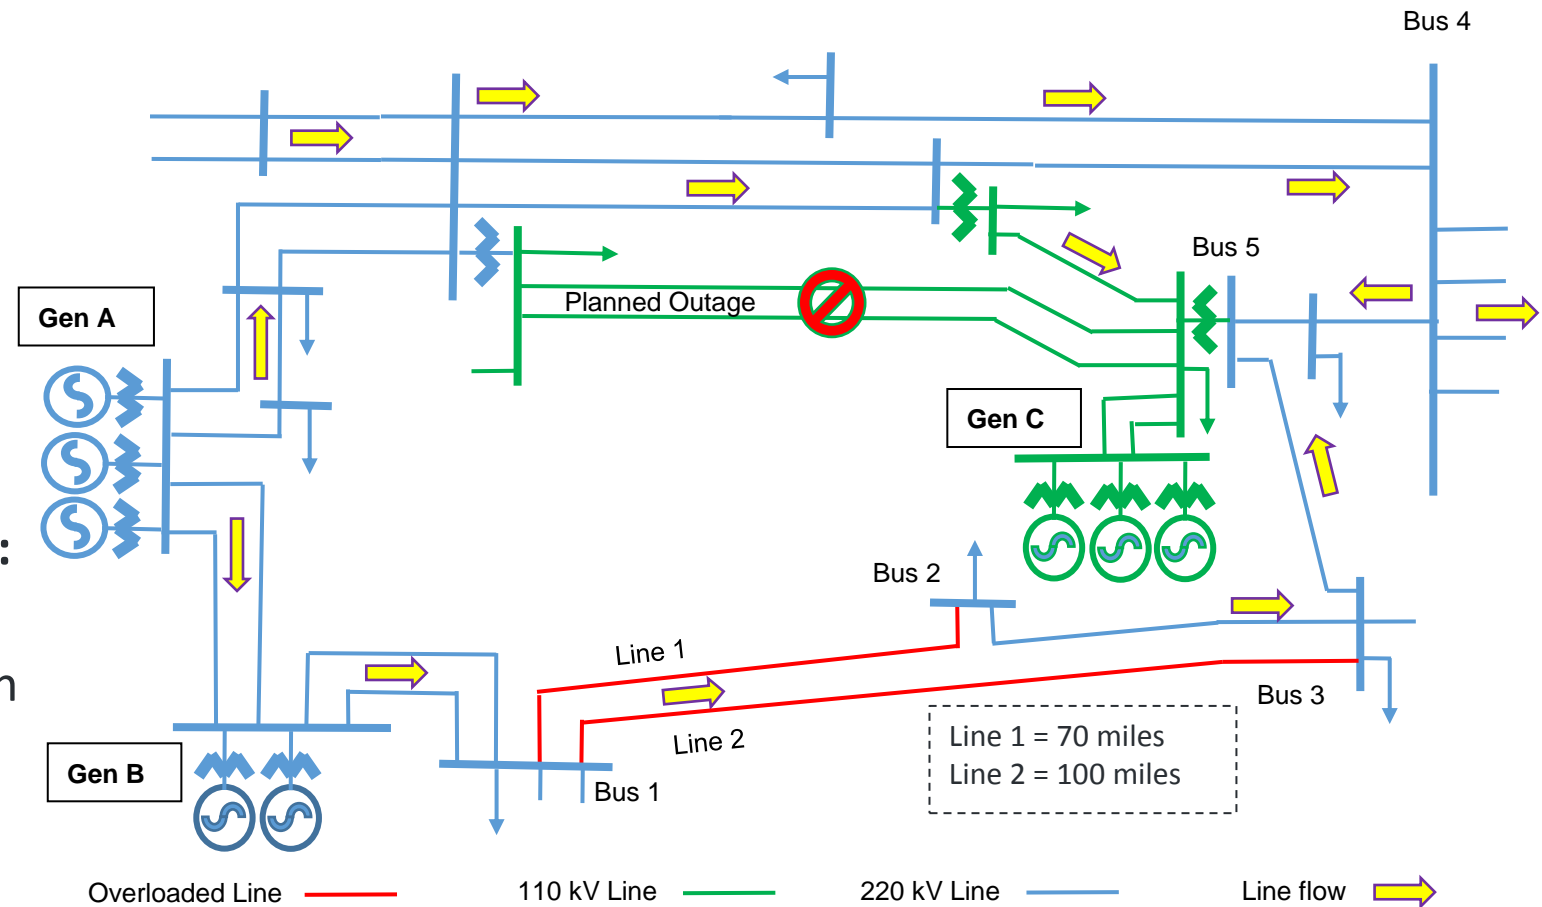 Bus 4
Bus 5
Planned Outage
Gen A
Gen C
:
Bus 2
Line 1
n
Bus 3
Line 2
Line 1 = 70 miles
Line 2 = 100 miles
Gen B
Bus 1
Overloaded Line
110 kV Line
220 kV Line
Line flow